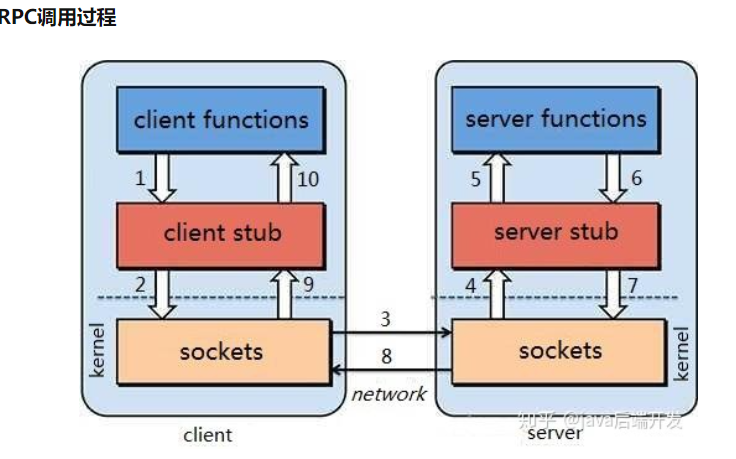 RPC调用过程
client functions
server functions
1
10
5
6
client stub
server stub
2
9
4
7
kernel
sockets
3
8
network
sockets
kernel
知乎 @java后端开发
client
server